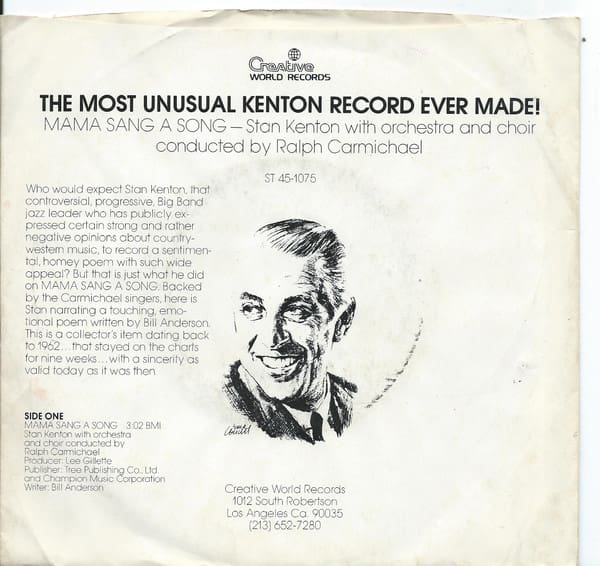 Creative
WORLD RECORDS
THE MOST UNUSUAL KENTON RECORD EVER MADE!
MAMA SANG A SONG — Stan Kenton with orchestra and choir
conducted by Ralph Carmichael
ST 45-1075
Who would expect Stan Kenton, that
controversial, progressive, Big Band
jazz leader who has publicly ex-
pressed certain strong and rather
negative opinions about country-
western music, to record a sentimen-
tal, homey poem with such wide
appeal? But that is just what he did
on MAMA SANG A SONG. Backed
by the Carmichael singers, here is
Stan narrating a touching, emo-
tional poem written by Bill Anderson.
This is a collector's item dating back
to 1962...that stayed on the charts
for nine weeks...with a sincerity as
valid today as it was then.
SIDE ONE
MAMA SANG A SONG 3:02 BMI
Stan Kenton with orchestra
and choir conducted by
Ralph Carmichael
Producer: Lee Gillette
Publisher: Tree Publishing Co., Ltd.
and Champion Music Corporation
Writer: Bill Anderson
Creative World Records
1012 South Robertson
Los Angeles Ca. 90035
(213) 652-7280